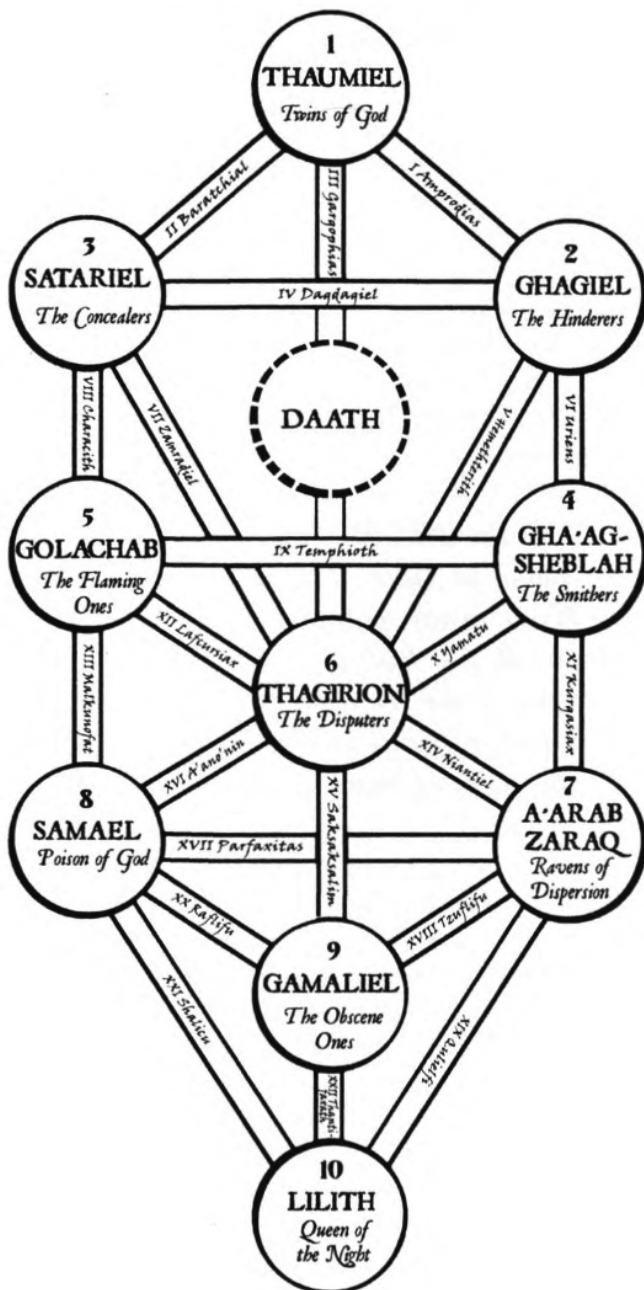 1
THAUMIEL
Twins of God
II Baratchial
III Gargophias
I Amprodias
3
SATARIEL
The Concealers
2
GHAGIEL
The Hinderers
IV Dagdagiel
DAATH
VIII Characith
VII Zamradiel
V Hemethterith
VI Uriens
5
GOLACHAB
The Flaming
Ones
4
GHA·AG-
SHEBLAH
The Smithers
IX Temphioth
XII Lafcursiax
X Yamatu
XIII Malkunofat
XI Kurgasiax
6
THAGIRION
The Disputers
XVI A'ano'nin
XIV Niantiel
XV Saksaksalim
8
SAMAEL
Poison of God
7
A·ARAB
ZARAQ
Ravens of
Dispersion
XVII Parfaxitas
XX Raflifu
XVIII Tzuflifu
9
GAMALIEL
The Obscene
Ones
XXI Shalicu
XIX
XXII Thanti-
10
LILITH
Queen of
the Night